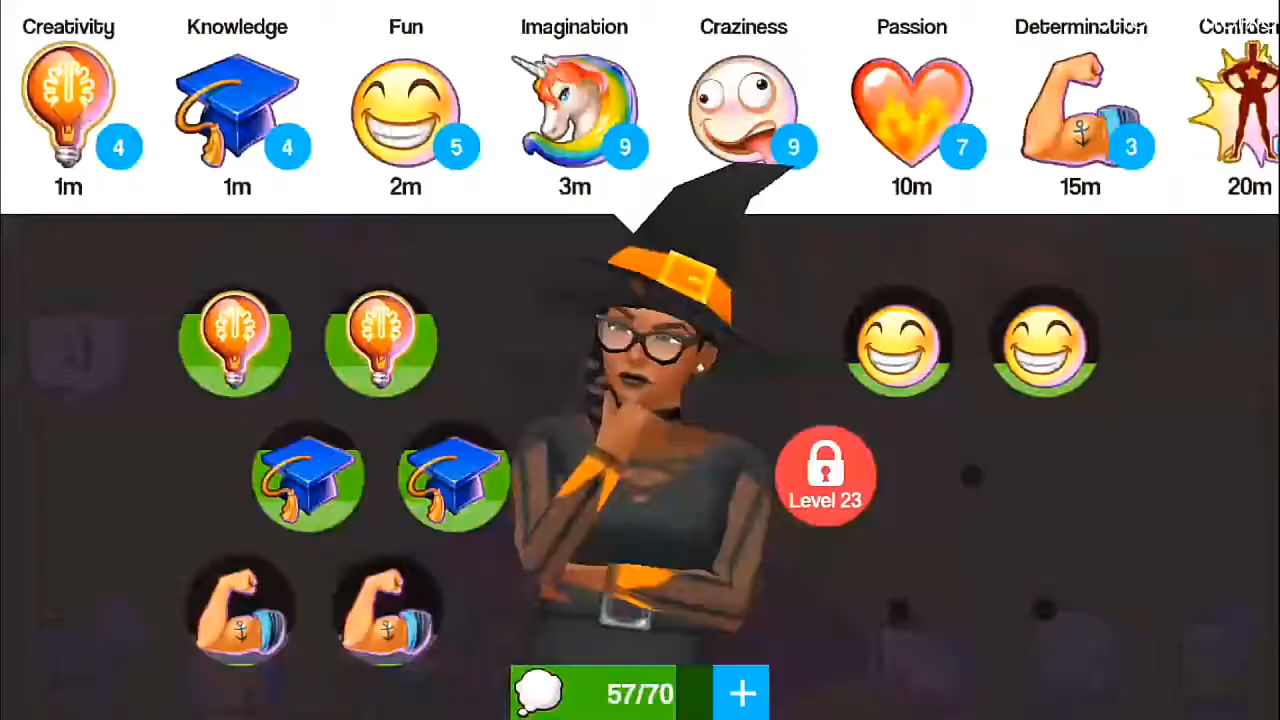 Creativity Knowledge Fun Imagination Craziness Passion Determination Confiden
4 4 5 9 9 7 3
1m 1m 2m 3m 10m 15m 20m
Level 23
57/70 +